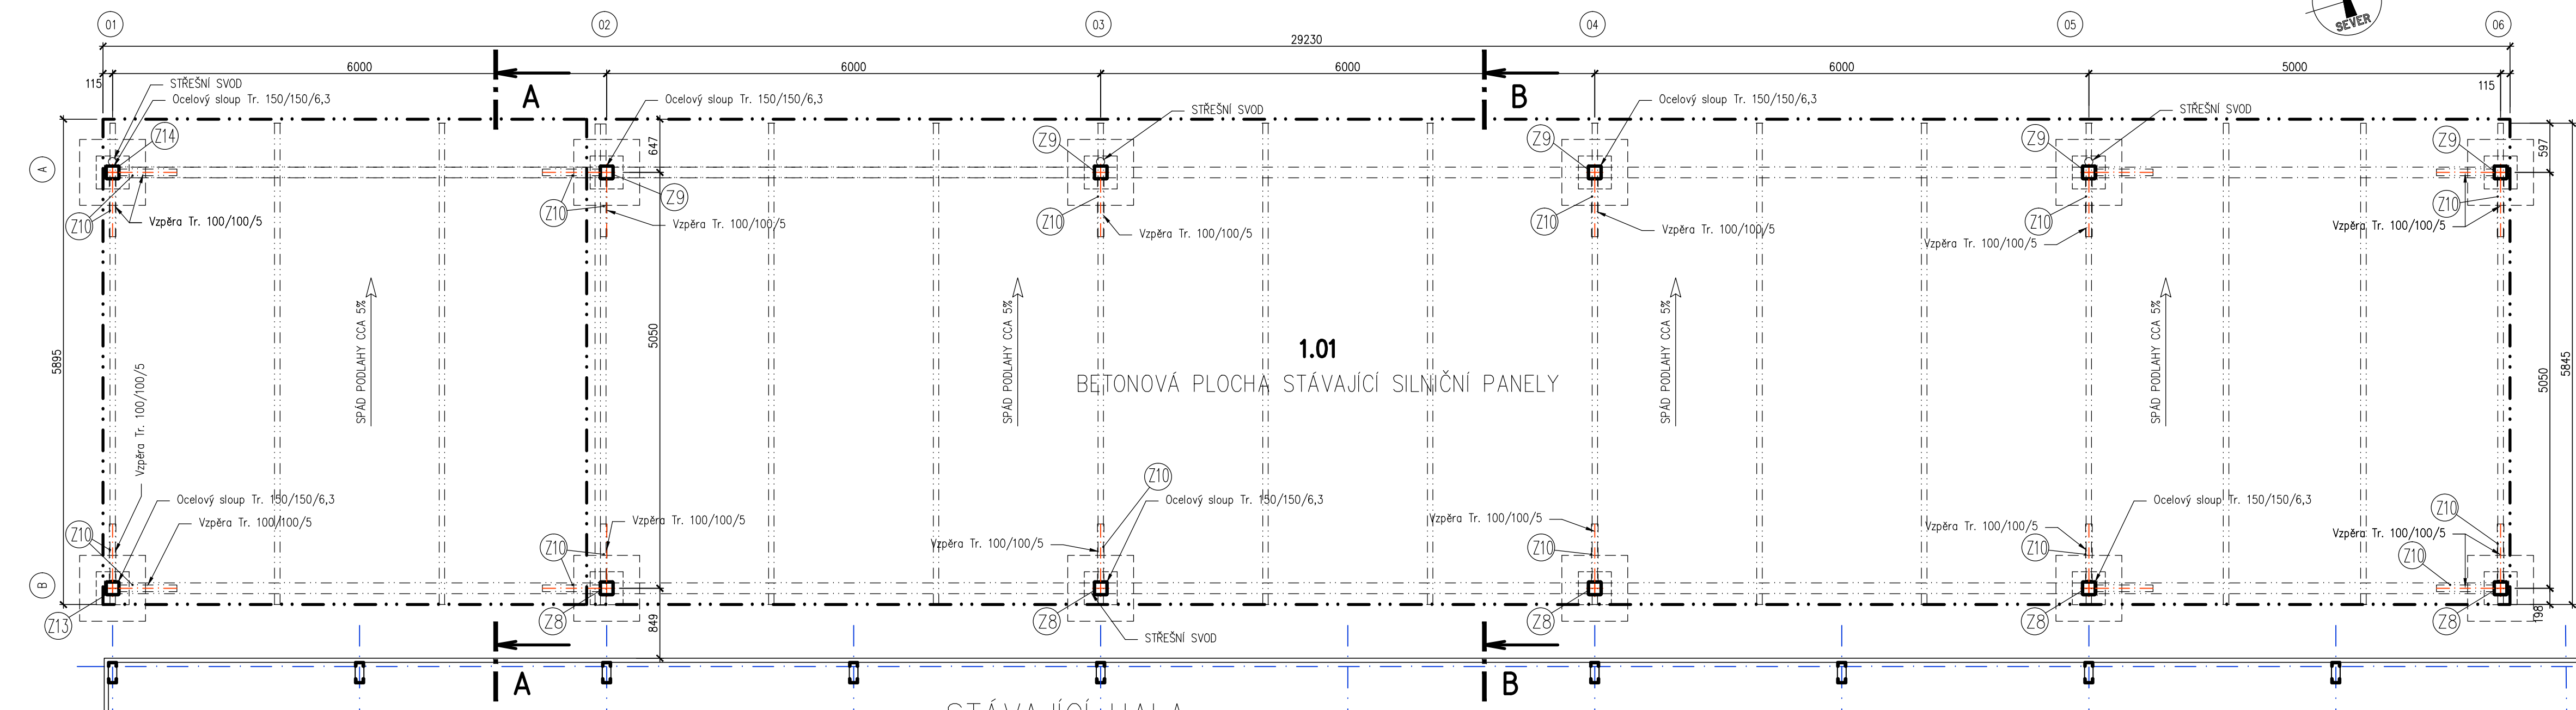 01
02
03
04
05
06
SEVER
29230
6000
6000
6000
6000
5000
115
115
STŘEŠNÍ SVOD
Ocelový sloup Tr. 150/150/6,3
A
Ocelový sloup Tr. 150/150/6,3
STŘEŠNÍ SVOD
B
Ocelový sloup Tr. 150/150/6,3
STŘEŠNÍ SVOD
A
Z14
647
Z9
Z9
Z9
Z9
597
Z9
Z10
Vzpěra Tr. 100/100/5
Z10
Vzpěra Tr. 100/100/5
Z10
Vzpěra Tr. 100/100/5
Z10
Vzpěra Tr. 100/100/5
Z10
Vzpěra Tr. 100/100/5
Z10
Vzpěra Tr. 100/100/5
5895
SPÁD PODLAHY CCA 5%
5050
SPÁD PODLAHY CCA 5%
1.01
BETONOVÁ PLOCHA STÁVAJÍCÍ SILNIČNÍ PANELY
SPÁD PODLAHY CCA 5%
SPÁD PODLAHY CCA 5%
5050
5845
Vzpěra Tr. 100/100/5
Ocelový sloup Tr. 150/150/6,3
Vzpěra Tr. 100/100/5
Z10
Vzpěra Tr. 100/100/5
Z10
Z10
Ocelový sloup Tr. 150/150/6,3
Vzpěra Tr. 100/100/5
Vzpěra Tr. 100/100/5
Z10
Ocelový sloup Tr. 150/150/6,3
Vzpěra Tr. 100/100/5
Z10
Z10
Vzpěra Tr. 100/100/5
Z10
B
Z13
Z8
849
Z8
STŘEŠNÍ SVOD
Z8
Z8
Z8
198
A
B
STÁVAJÍCÍ HALA